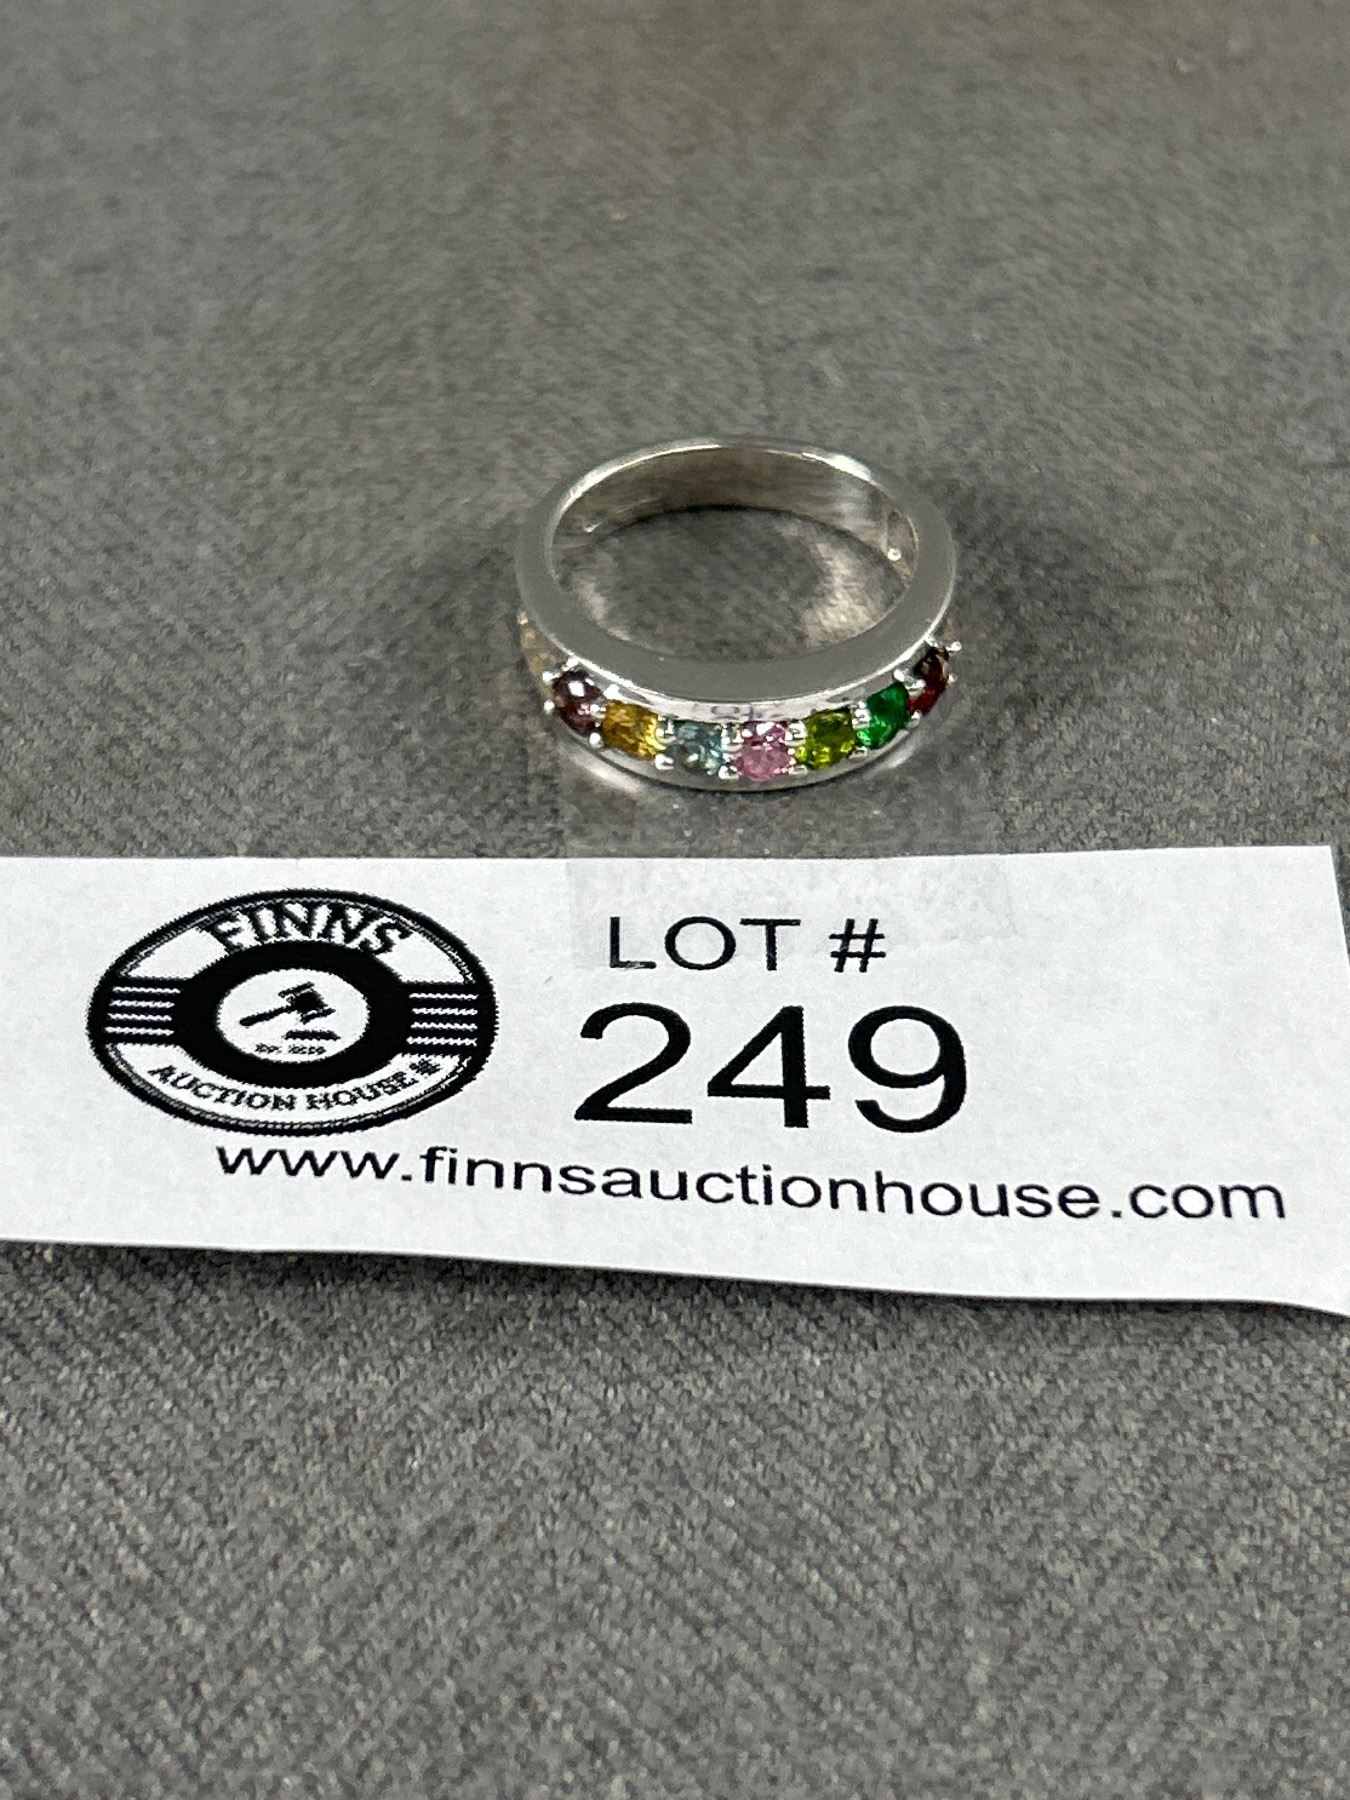 FINNS
AUCTION HOUSE
LOT #
249
www.finnsauctionhouse.com